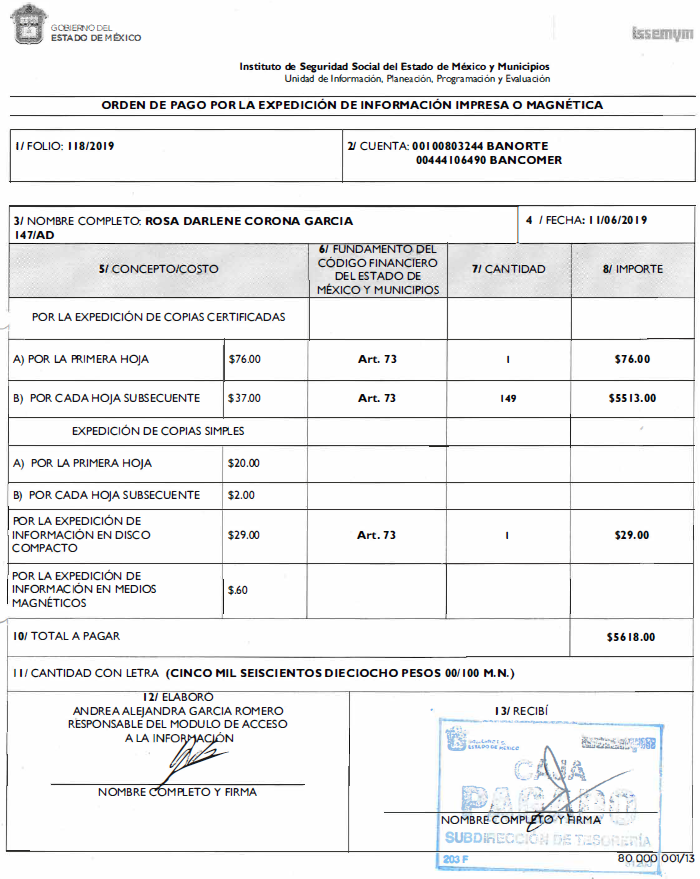 GOBIERNO DEL
ESTADO DE MÉXICO
issemym
Instituto de Seguridad Social del Estado de México y Municipios
Unidad de Información, Planeación, Programación y Evaluación
ORDEN DE PAGO POR LA EXPEDICIÓN DE INFORMACIÓN IMPRESA O MAGNÉTICA
1/ FOLIO: 118/2019
2/ CUENTA: 00100803244 BANORTE
00444106490 BANCOMER
3/ NOMBRE COMPLETO: ROSA DARLENE CORONA GARCIA
147/AD
4 / FECHA: 11/06/2019
5/ CONCEPTO/COSTO
6/ FUNDAMENTO DEL
CÓDIGO FINANCIERO
DEL ESTADO DE
MÉXICO Y MUNICIPIOS
7/ CANTIDAD
8/ IMPORTE
POR LA EXPEDICIÓN DE COPIAS CERTIFICADAS
A) POR LA PRIMERA HOJA $76.00 Art. 73 1 $76.00
B) POR CADA HOJA SUBSECUENTE $37.00 Art. 73 149 $5513.00
EXPEDICIÓN DE COPIAS SIMPLES
A) POR LA PRIMERA HOJA $20.00
B) POR CADA HOJA SUBSECUENTE $2.00
POR LA EXPEDICIÓN DE
INFORMACIÓN EN DISCO
COMPACTO
$29.00 Art. 73 1 $29.00
POR LA EXPEDICIÓN DE
INFORMACIÓN EN MEDIOS
MAGNÉTICOS
$.60
10/ TOTAL A PAGAR $5618.00
11/ CANTIDAD CON LETRA (CINCO MIL SEISCIENTOS DIECIOCHO PESOS 00/100 M.N.)
12/ ELABORÓ
ANDREA ALEJANDRA GARCIA ROMERO
RESPONSABLE DEL MODULO DE ACCESO
A LA INFORMACIÓN
NOMBRE COMPLETO Y FIRMA
13/ RECIBÍ
ESTADO DE MÉXICO
CAJA
PAGADO
NOMBRE COMPLETO Y FIRMA
SUBDIRECCIÓN DE TESORERÍA
203 F
80 000 001/13